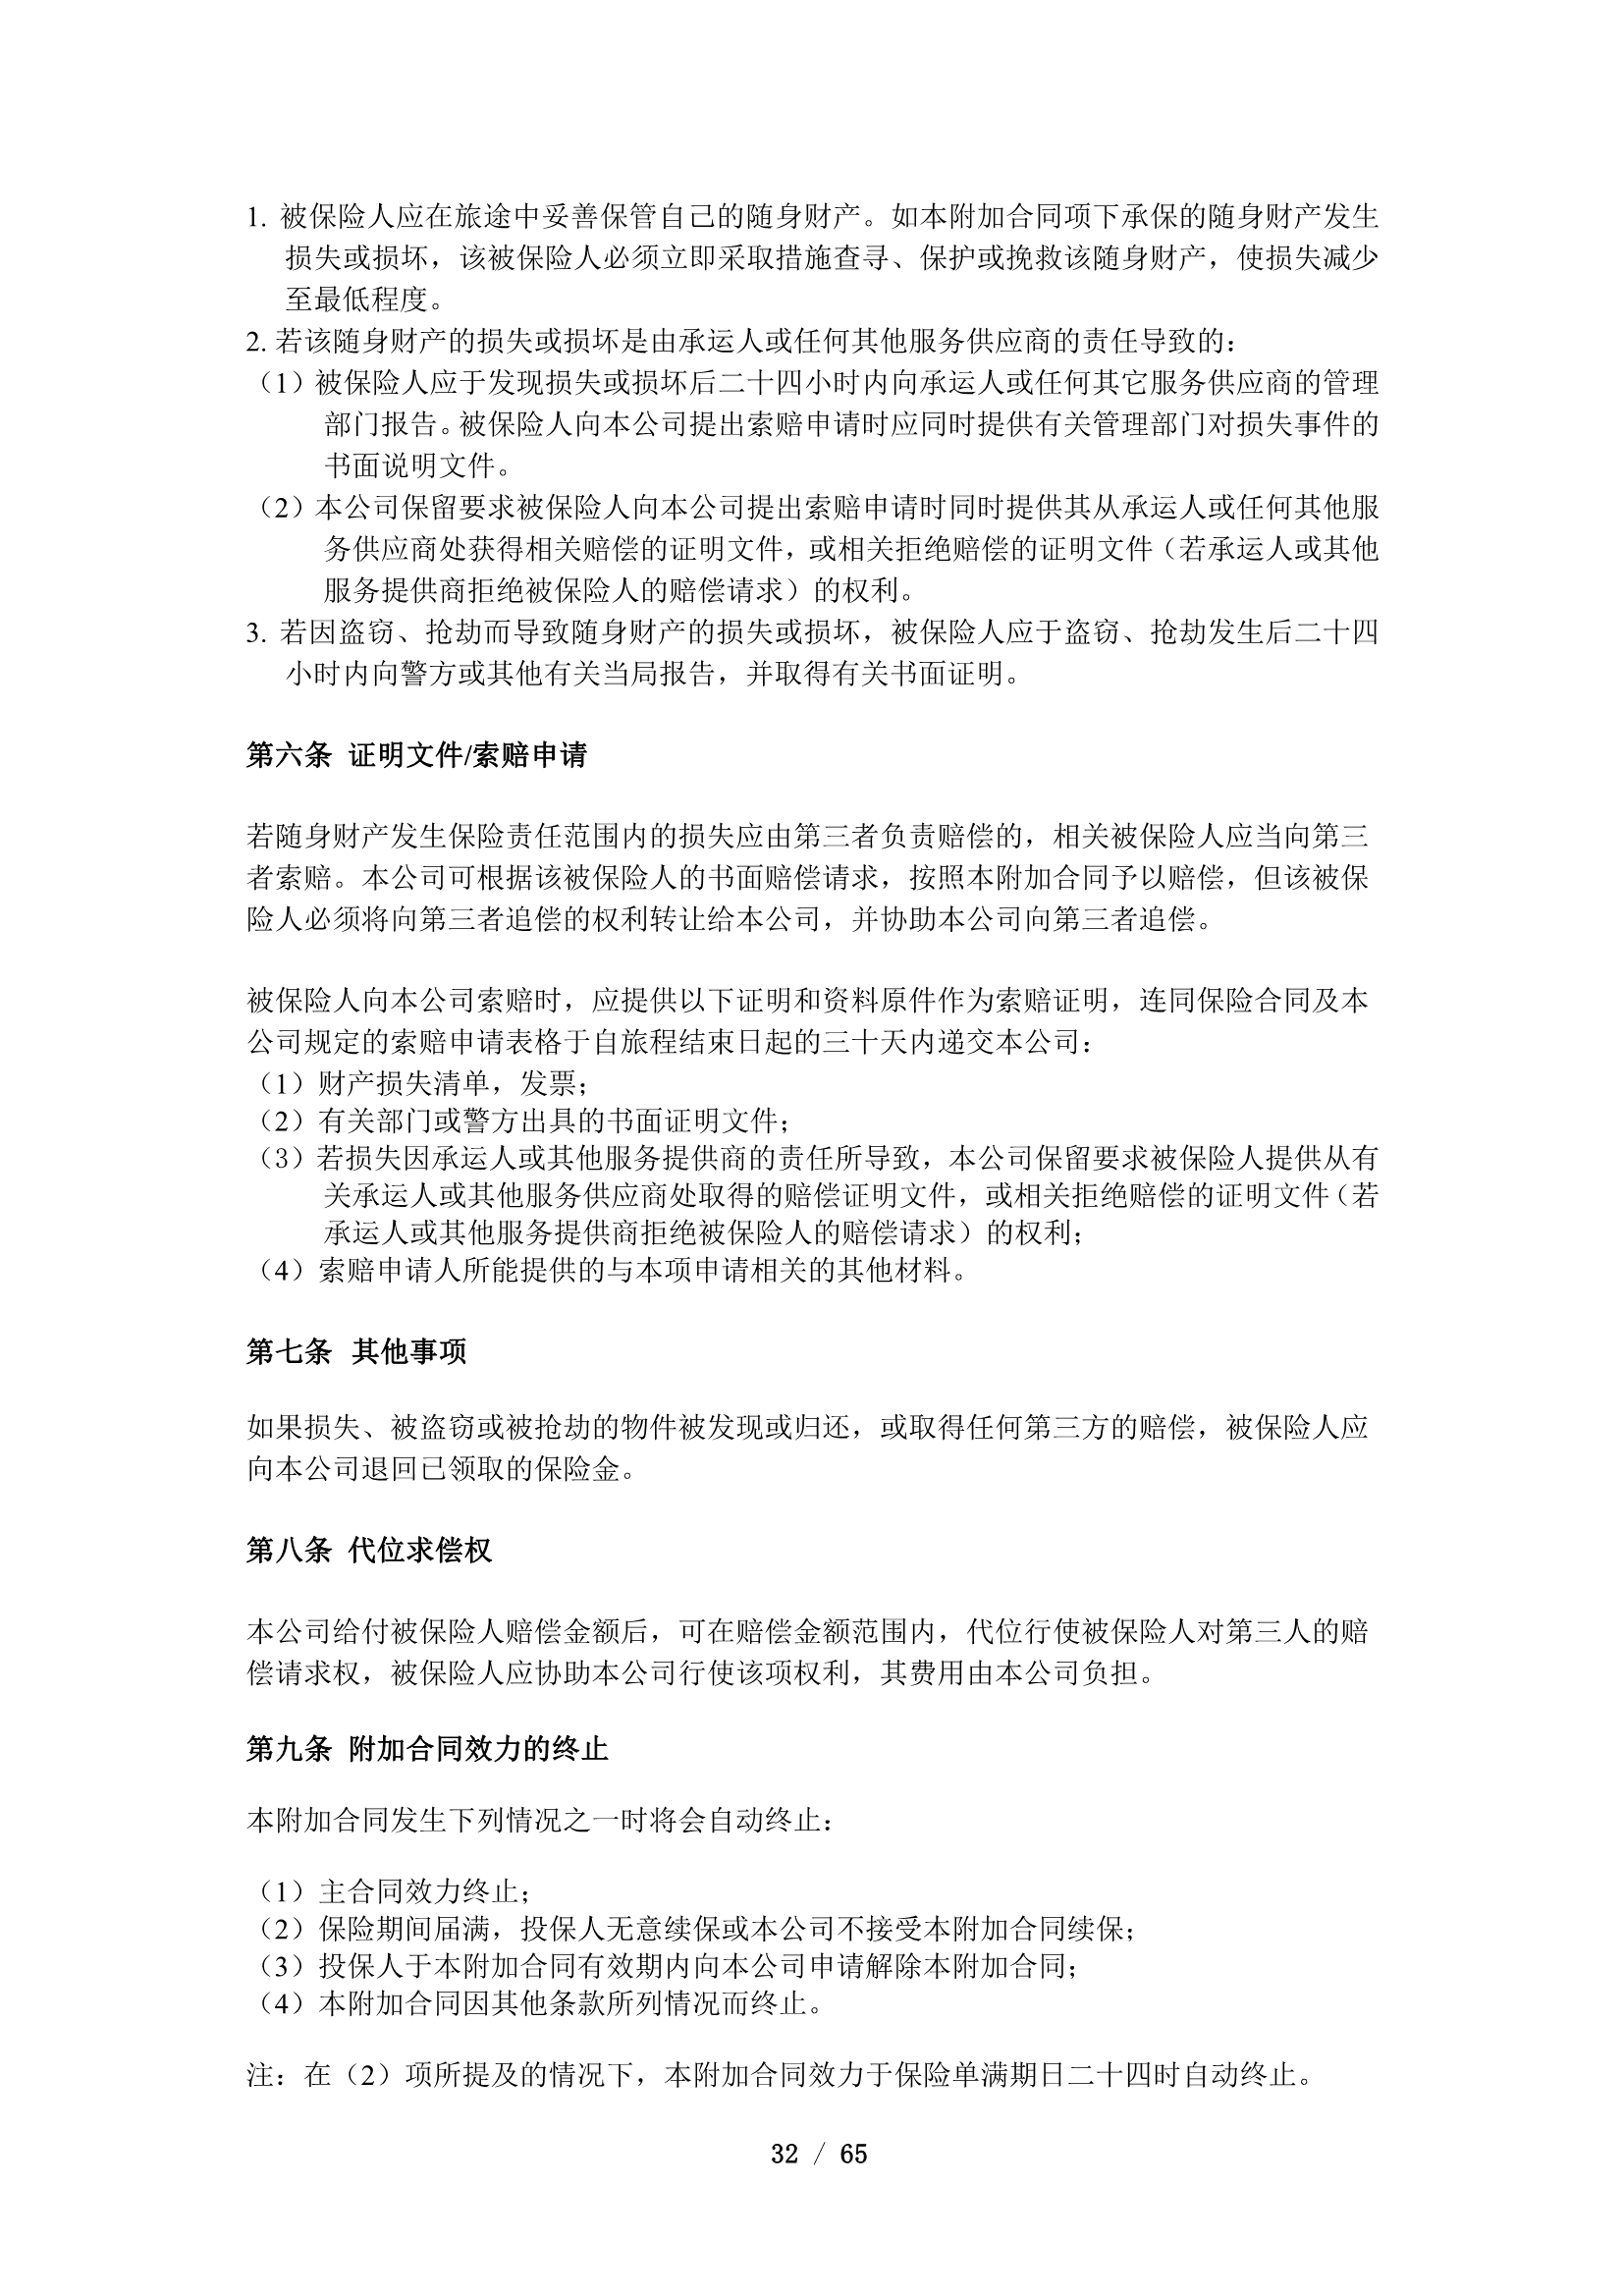 1. 被保险人应在旅途中妥善保管自己的随身财产。如本附加合同项下承保的随身财产发生
损失或损坏，该被保险人必须立即采取措施查寻、保护或挽救该随身财产，使损失减少
至最低程度。
2. 若该随身财产的损失或损坏是由承运人或任何其他服务供应商的责任导致的：
（1）被保险人应于发现损失或损坏后二十四小时内向承运人或任何其它服务供应商的管理
部门报告。被保险人向本公司提出索赔申请时应同时提供有关管理部门对损失事件的
书面说明文件。
（2）本公司保留要求被保险人向本公司提出索赔申请时同时提供其从承运人或任何其他服
务供应商处获得相关赔偿的证明文件，或相关拒绝赔偿的证明文件（若承运人或其他
服务提供商拒绝被保险人的赔偿请求）的权利。
3. 若因盗窃、抢劫而导致随身财产的损失或损坏，被保险人应于盗窃、抢劫发生后二十四
小时内向警方或其他有关当局报告，并取得有关书面证明。
第六条 证明文件/索赔申请
若随身财产发生保险责任范围内的损失应由第三者负责赔偿的，相关被保险人应当向第三
者索赔。本公司可根据该被保险人的书面赔偿请求，按照本附加合同予以赔偿，但该被保
险人必须将向第三者追偿的权利转让给本公司，并协助本公司向第三者追偿。
被保险人向本公司索赔时，应提供以下证明和资料原件作为索赔证明，连同保险合同及本
公司规定的索赔申请表格于自旅程结束日起的三十天内递交本公司：
（1）财产损失清单，发票；
（2）有关部门或警方出具的书面证明文件；
（3）若损失因承运人或其他服务提供商的责任所导致，本公司保留要求被保险人提供从有
关承运人或其他服务供应商处取得的赔偿证明文件，或相关拒绝赔偿的证明文件（若
承运人或其他服务提供商拒绝被保险人的赔偿请求）的权利；
（4）索赔申请人所能提供的与本项申请相关的其他材料。
第七条 其他事项
如果损失、被盗窃或被抢劫的物件被发现或归还，或取得任何第三方的赔偿，被保险人应
向本公司退回已领取的保险金。
第八条 代位求偿权
本公司给付被保险人赔偿金额后，可在赔偿金额范围内，代位行使被保险人对第三人的赔
偿请求权，被保险人应协助本公司行使该项权利，其费用由本公司负担。
第九条 附加合同效力的终止
本附加合同发生下列情况之一时将会自动终止：
（1）主合同效力终止；
（2）保险期间届满，投保人无意续保或本公司不接受本附加合同续保；
（3）投保人于本附加合同有效期内向本公司申请解除本附加合同；
（4）本附加合同因其他条款所列情况而终止。
注：在（2）项所提及的情况下，本附加合同效力于保险单满期日二十四时自动终止。
32 / 65